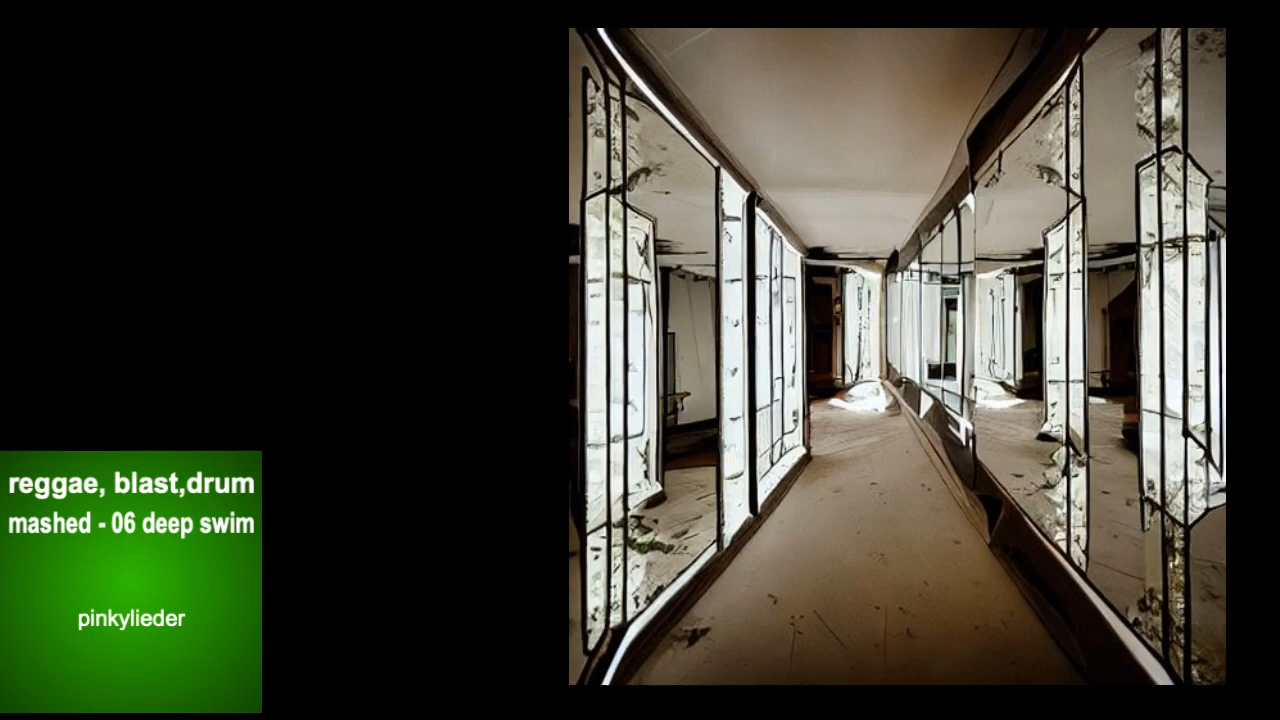 reggae, blast,drum
mashed - 06 deep swim
pinkylieder